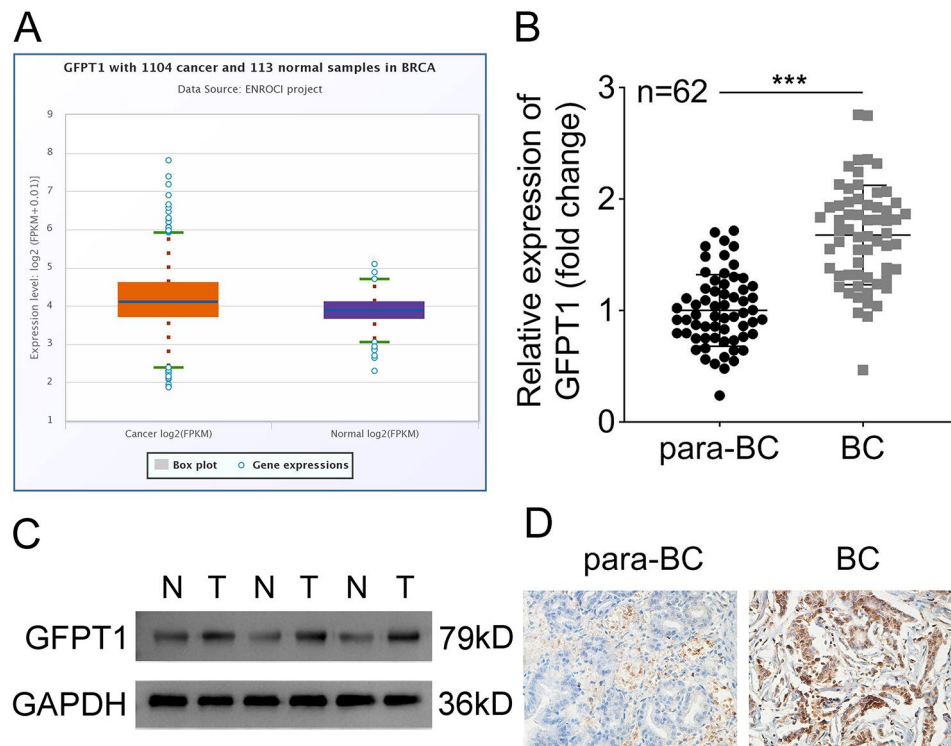 A
GFPT1 with 1104 cancer and 113 normal samples in BRCA
Data Source: ENROCI project
Expression level: log2 (FPKM+0.01)]
9
8
7
6
5
4
3
2
1
Cancer log2(FPKM)
Normal log2(FPKM)
Box plot
Gene expressions
B
Relative expression of
GFPT1 (fold change)
n=62
***
3
2
1
0
para-BC
BC
C
N T N T N T
GFPT1
79kD
GAPDH
36kD
D
para-BC
BC